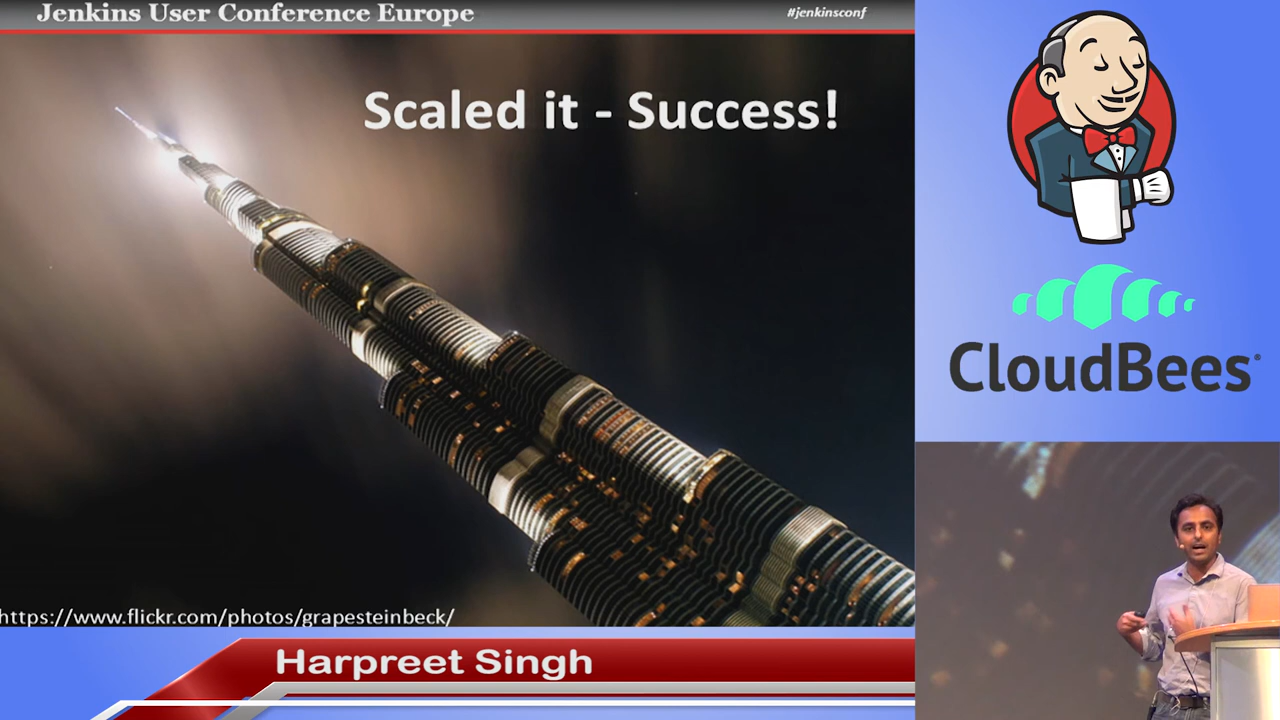 Jenkins User Conference Europe
#jenkinsconf
Scaled it - Success!
CloudBees®
https://www.flickr.com/photos/grapesteinbeck/
Harpreet Singh